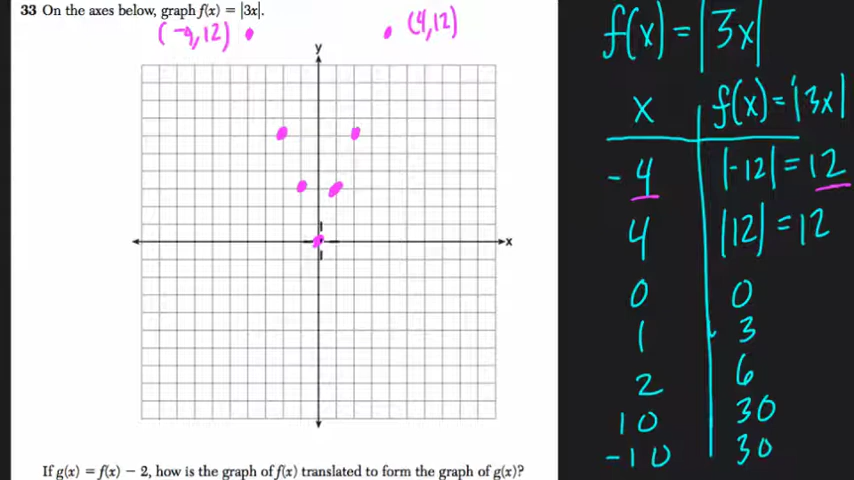 33 On the axes below, graph f(x) = |3x|.
(-4,12)
(4,12)
y
x
If g(x) = f(x) − 2, how is the graph of f(x) translated to form the graph of g(x)?
f(x) = |3x|
x f(x) = |3x|
-4 |-12| = 12
4 |12| = 12
0 0
1 3
2 6
10 30
-10 30